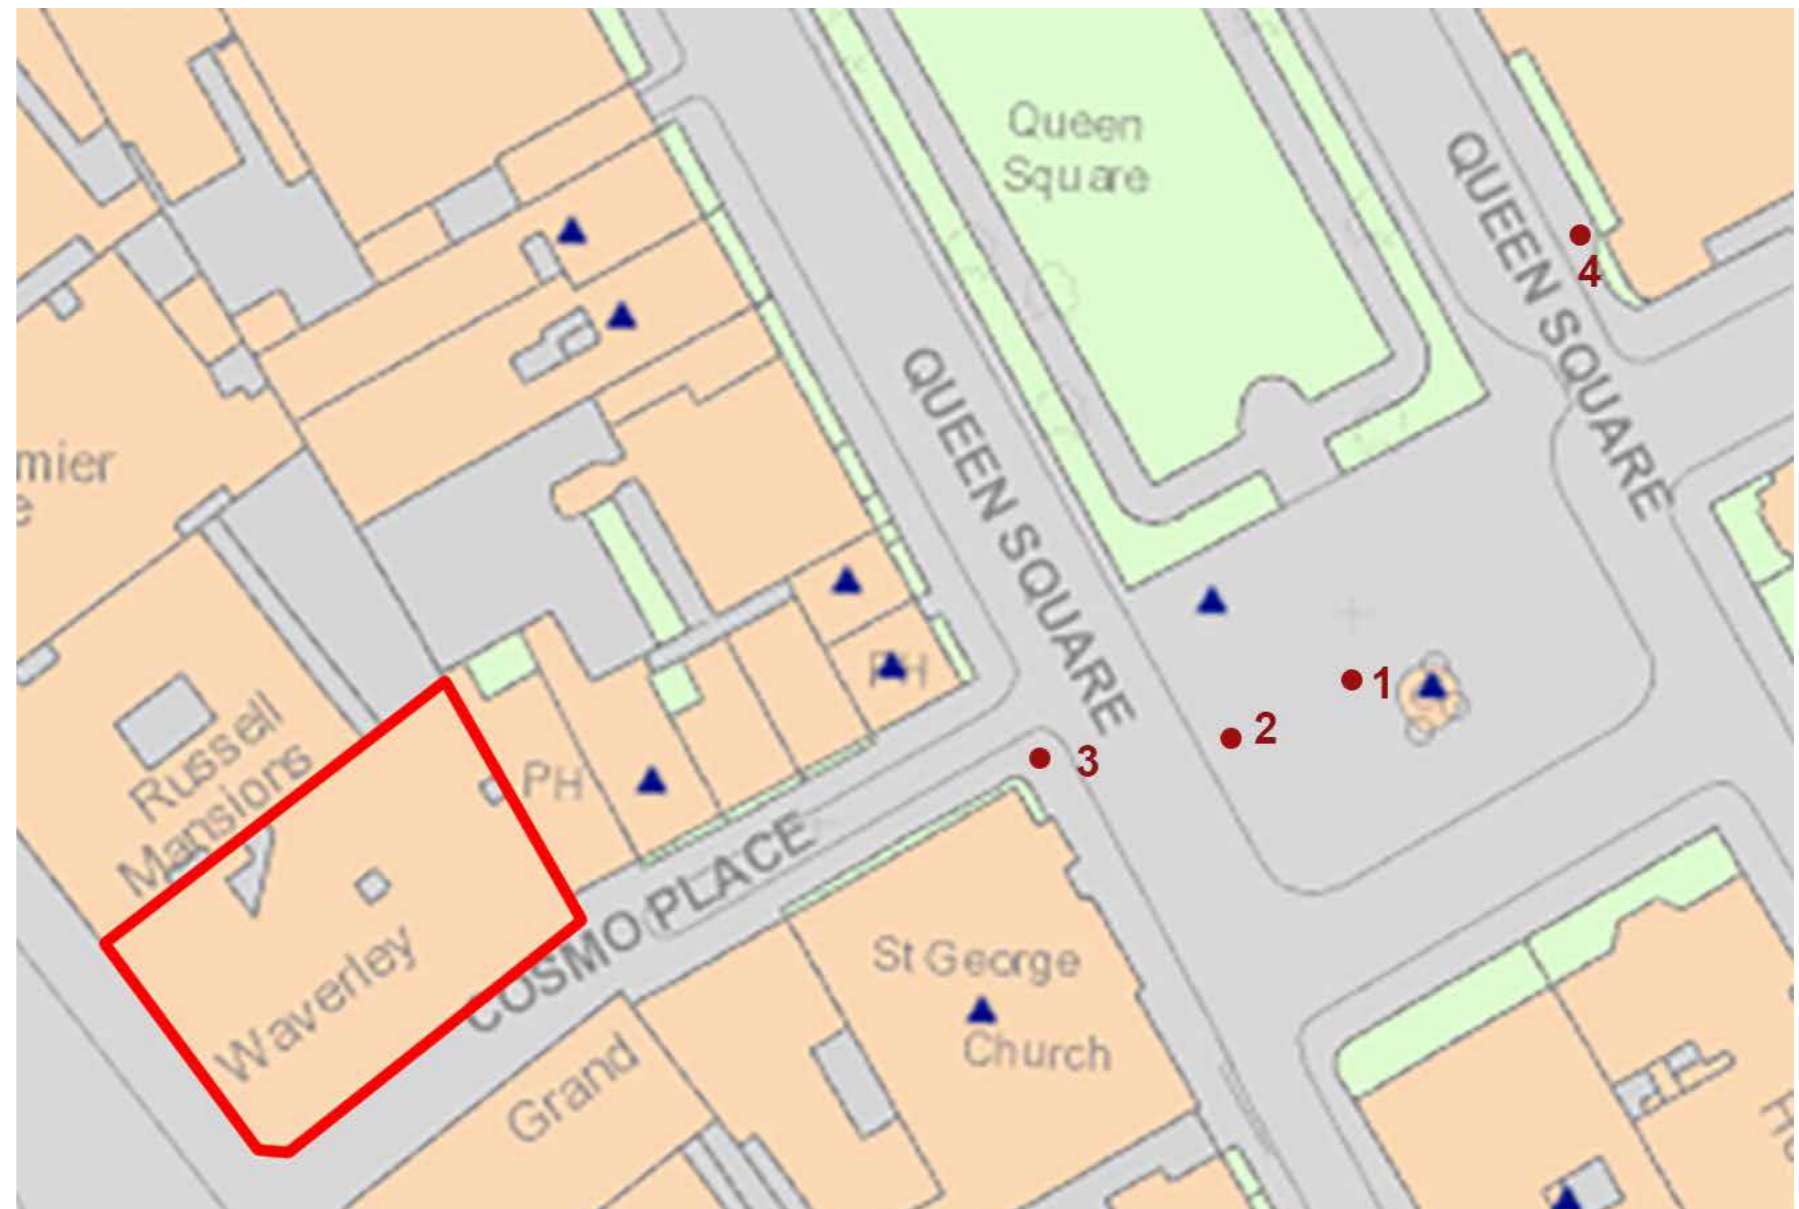 Queen
Square
QUEEN SQUARE
4
QUEEN SQUARE
mier
1
2
3
PH
PH
Russell
Mansions
COSMO PLACE
Waverley
St George
Church
Grand